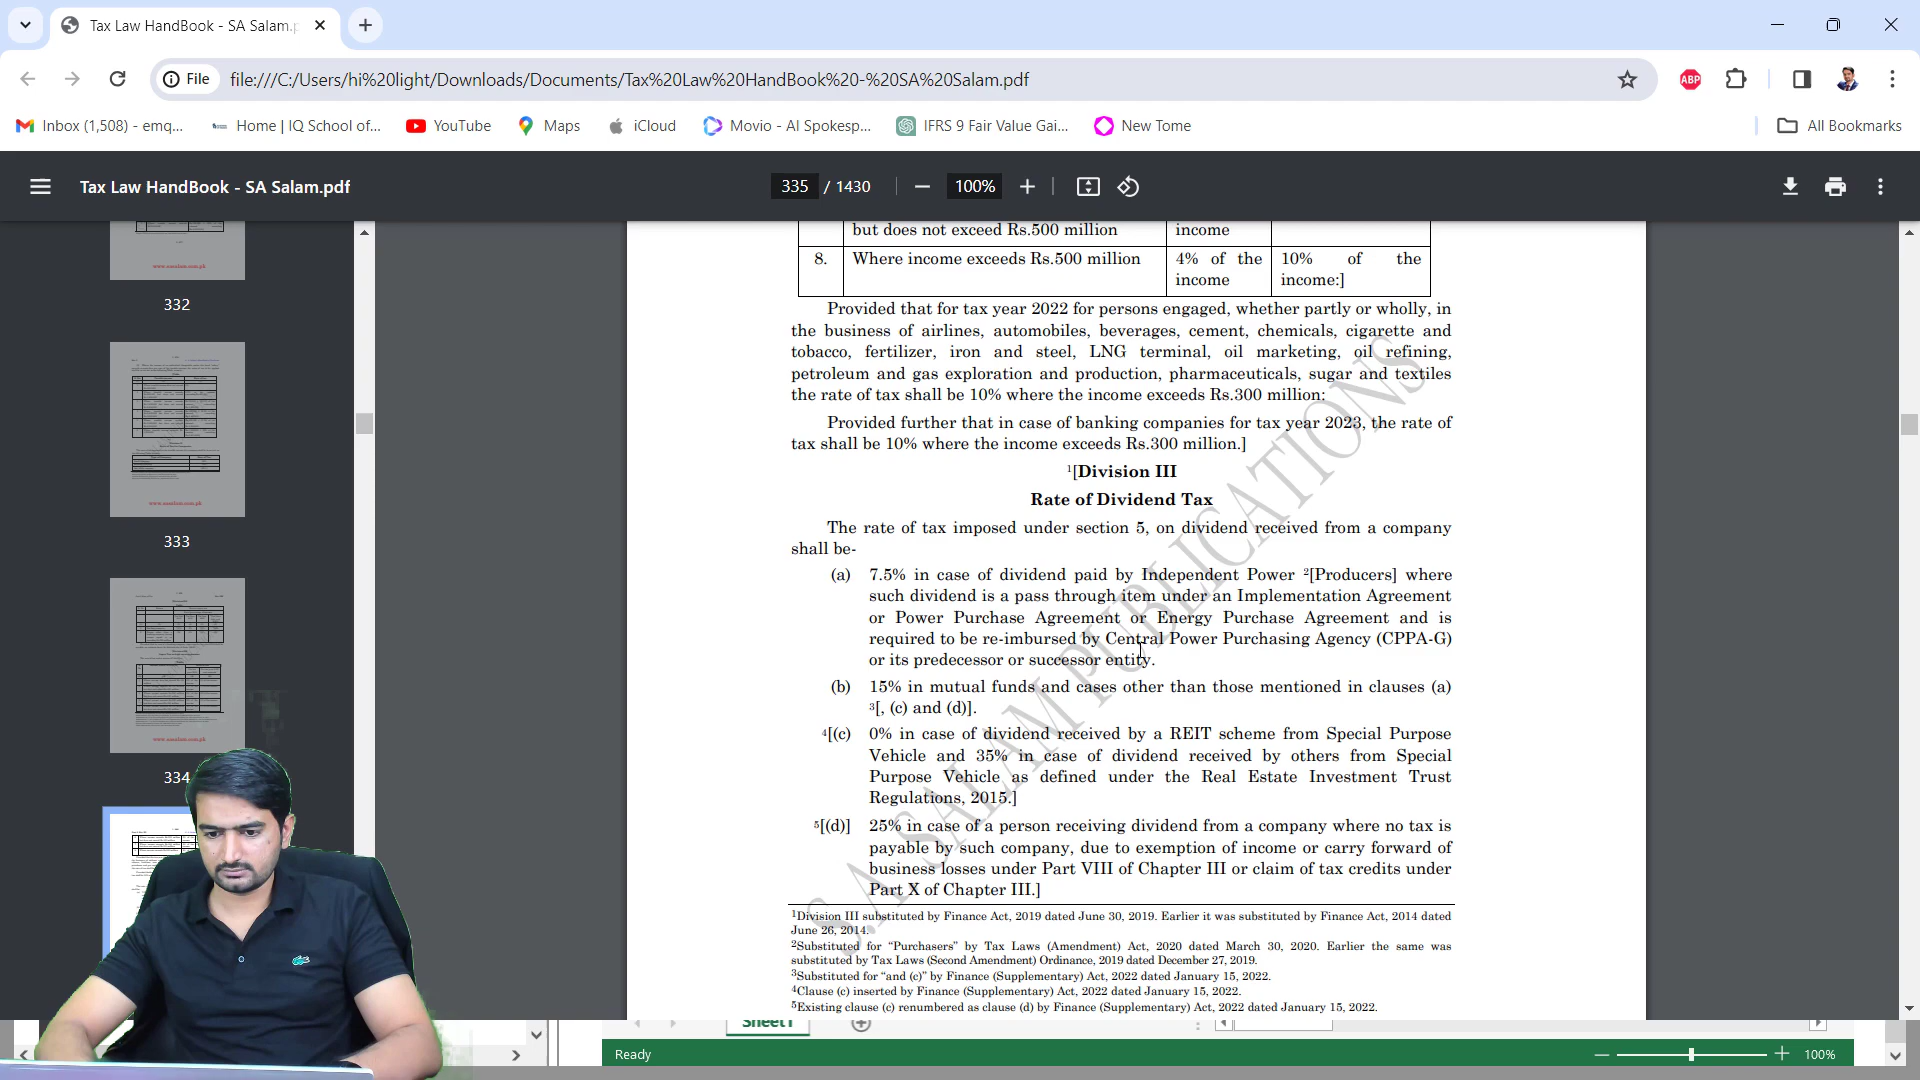 Tax Law HandBook - SA Salam.p
File file:///C:/Users/hi%20light/Downloads/Documents/Tax%20Law%20HandBook%20-%20SA%20Salam.pdf
ABP
Inbox (1,508) - emq... Home | IQ School of... YouTube Maps iCloud Movio - AI Spokesp... IFRS 9 Fair Value Gai... New Tome All Bookmarks
Tax Law HandBook - SA Salam.pdf 335 / 1430 100%
332
333
334
but does not exceed Rs.500 million income
8. Where income exceeds Rs.500 million 4% of the income 10% of the income:]
Provided that for tax year 2022 for persons engaged, whether partly or wholly, in
the business of airlines, automobiles, beverages, cement, chemicals, cigarette and
tobacco, fertilizer, iron and steel, LNG terminal, oil marketing, oil refining,
petroleum and gas exploration and production, pharmaceuticals, sugar and textiles
the rate of tax shall be 10% where the income exceeds Rs.300 million:
Provided further that in case of banking companies for tax year 2023, the rate of
tax shall be 10% where the income exceeds Rs.300 million.]
1[Division III
Rate of Dividend Tax
The rate of tax imposed under section 5, on dividend received from a company
shall be-
(a) 7.5% in case of dividend paid by Independent Power 2[Producers] where
such dividend is a pass through item under an Implementation Agreement
or Power Purchase Agreement or Energy Purchase Agreement and is
required to be re-imbursed by Central Power Purchasing Agency (CPPA-G)
or its predecessor or successor entity.
(b) 15% in mutual funds and cases other than those mentioned in clauses (a)
3[, (c) and (d)].
4[(c) 0% in case of dividend received by a REIT scheme from Special Purpose
Vehicle and 35% in case of dividend received by others from Special
Purpose Vehicle as defined under the Real Estate Investment Trust
Regulations, 2015.]
5[(d)] 25% in case of a person receiving dividend from a company where no tax is
payable by such company, due to exemption of income or carry forward of
business losses under Part VIII of Chapter III or claim of tax credits under
Part X of Chapter III.]
1Division III substituted by Finance Act, 2019 dated June 30, 2019. Earlier it was substituted by Finance Act, 2014 dated
June 26, 2014.
2Substituted for “Purchasers” by Tax Laws (Amendment) Act, 2020 dated March 30, 2020. Earlier the same was
substituted by Tax Laws (Second Amendment) Ordinance, 2019 dated December 27, 2019.
3Substituted for “and (c)” by Finance (Supplementary) Act, 2022 dated January 15, 2022.
4Clause (c) inserted by Finance (Supplementary) Act, 2022 dated January 15, 2022.
5Existing clause (c) renumbered as clause (d) by Finance (Supplementary) Act, 2022 dated January 15, 2022.
S.A. SALAM PUBLICATIONS
Sheet1
Ready 100%